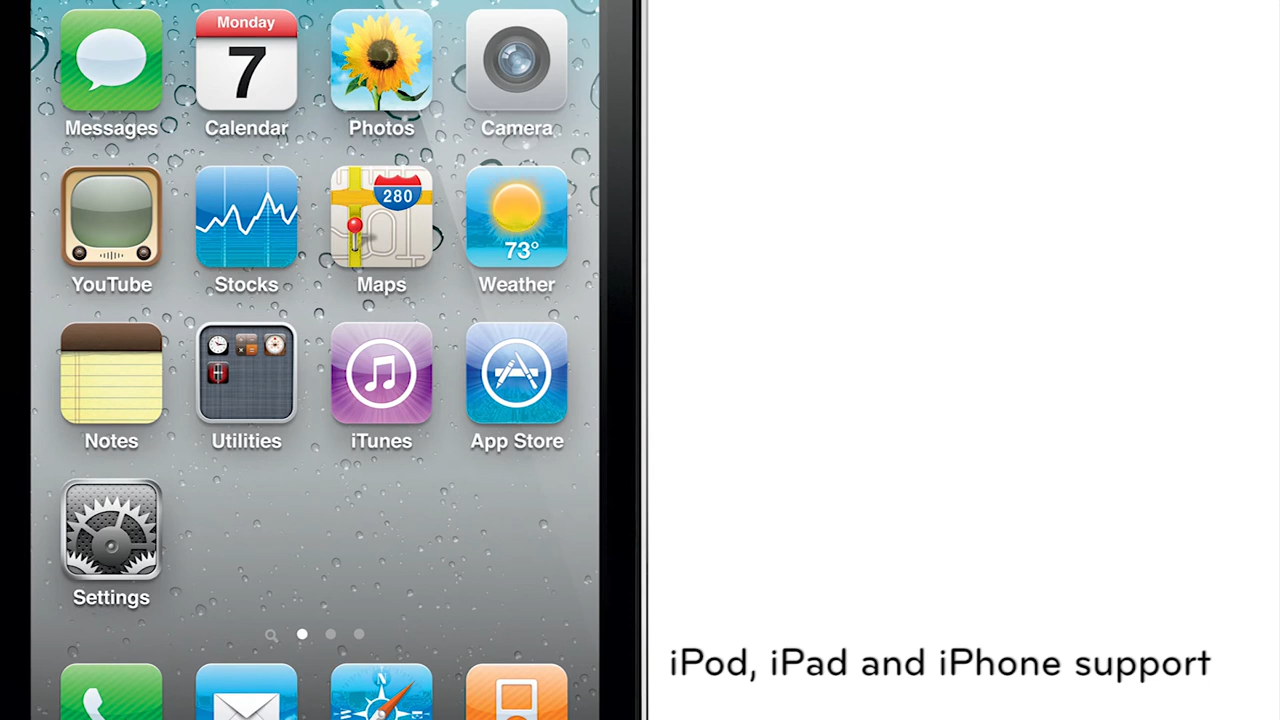 Monday
7
Messages Calendar Photos Camera
280
73°
YouTube Stocks Maps Weather
Notes Utilities iTunes App Store
Settings
N
W
iPod, iPad and iPhone support